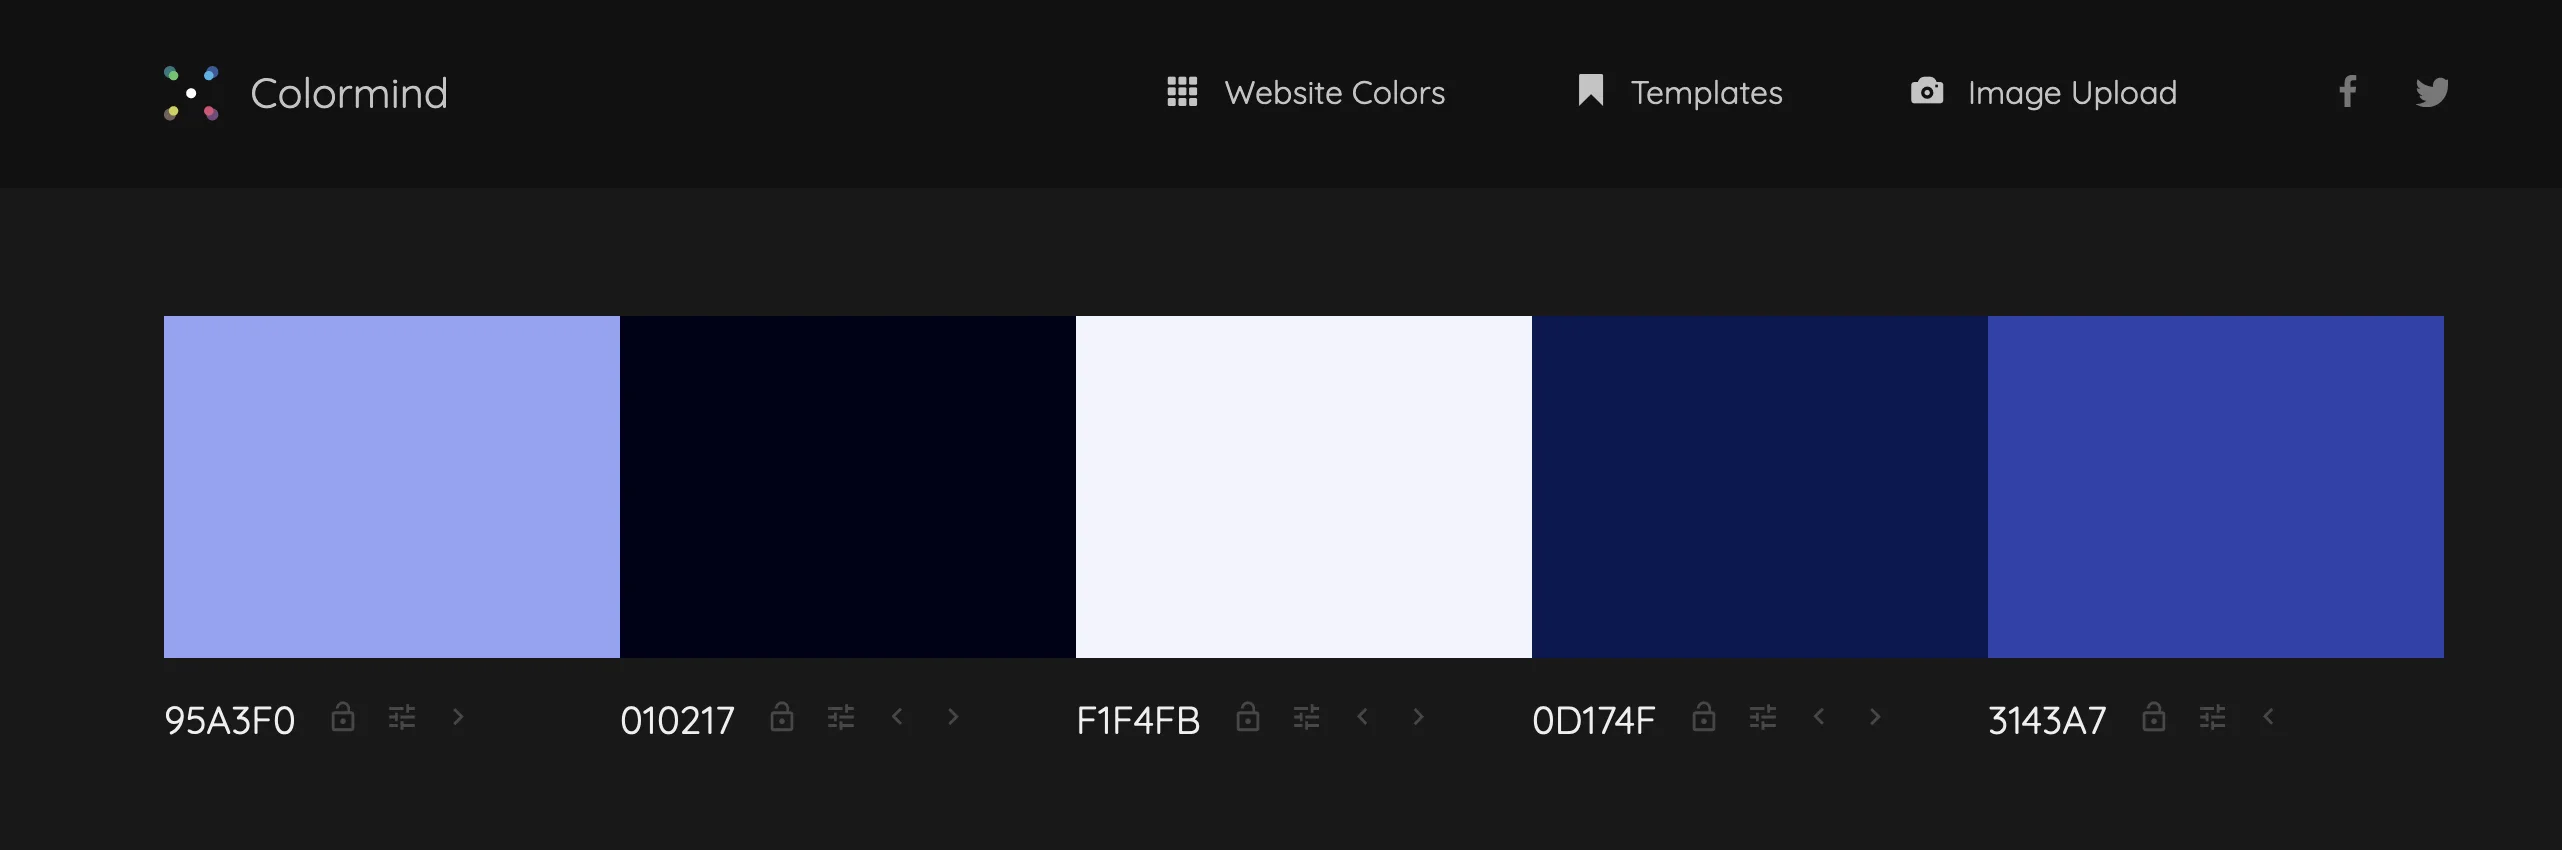 Colormind
Website Colors
Templates
Image Upload
95A3F0
010217
F1F4FB
0D174F
3143A7